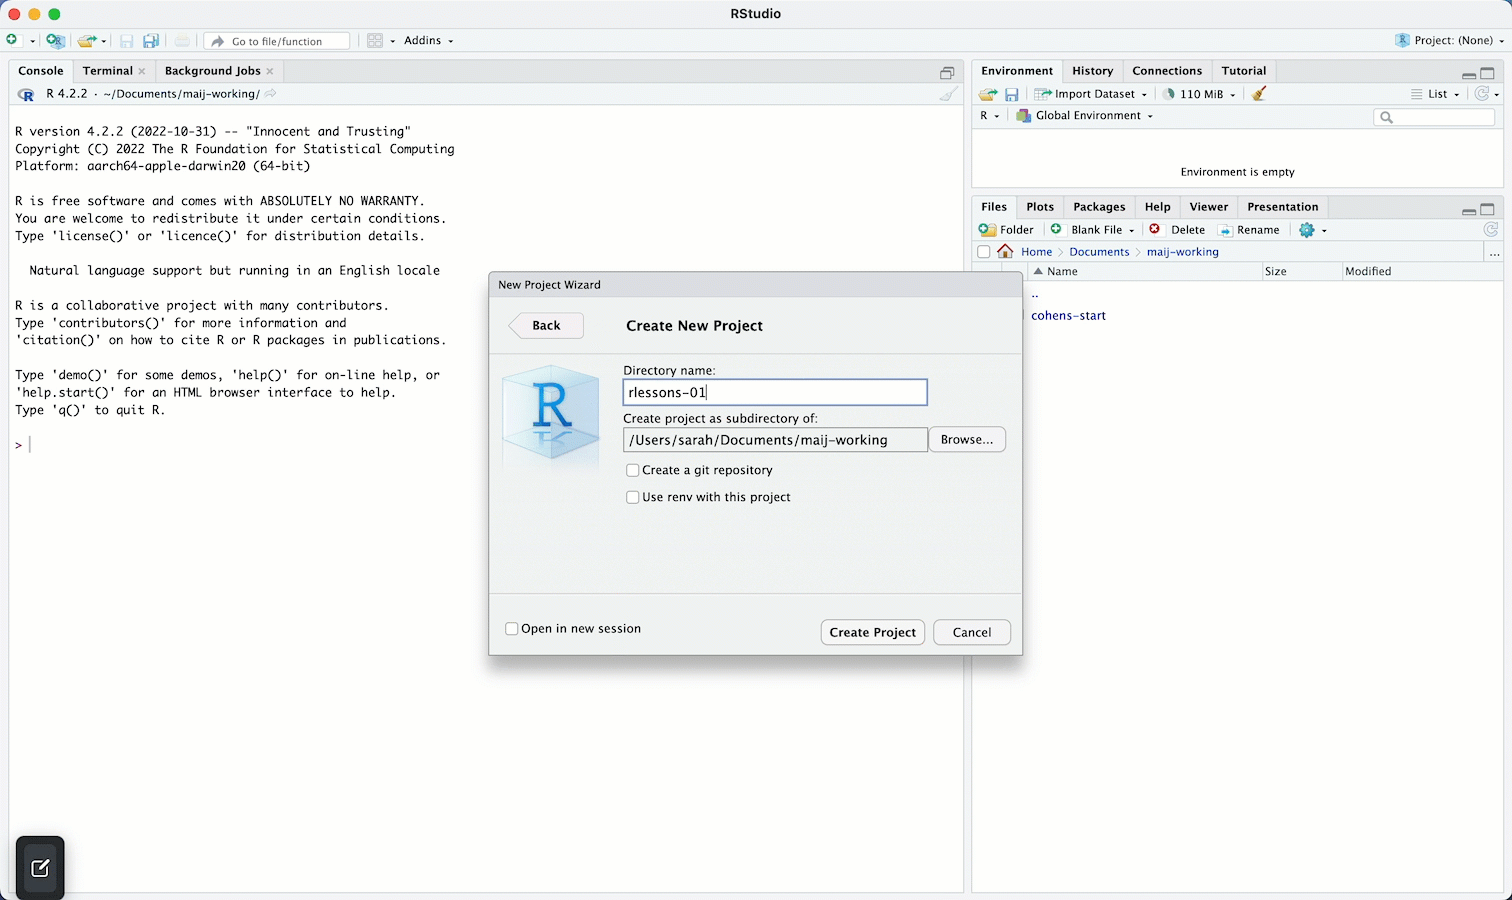 RStudio
Go to file/function
Addins
Project: (None)
Console
Terminal
Background Jobs
R 4.2.2 · ~/Documents/maij-working/
R version 4.2.2 (2022-10-31) -- "Innocent and Trusting"
Copyright (C) 2022 The R Foundation for Statistical Computing
Platform: aarch64-apple-darwin20 (64-bit)
R is free software and comes with ABSOLUTELY NO WARRANTY.
You are welcome to redistribute it under certain conditions.
Type 'license()' or 'licence()' for distribution details.
Natural language support but running in an English locale
R is a collaborative project with many contributors.
Type 'contributors()' for more information and
'citation()' on how to cite R or R packages in publications.
Type 'demo()' for some demos, 'help()' for on-line help, or
'help.start()' for an HTML browser interface to help.
Type 'q()' to quit R.
>
New Project Wizard
Back
Create New Project
R
Directory name:
rlessons-01
Create project as subdirectory of:
/Users/sarah/Documents/maij-working
Browse...
Create a git repository
Use renv with this project
Open in new session
Create Project
Cancel
Environment
History
Connections
Tutorial
Import Dataset
110 MiB
List
R
Global Environment
Environment is empty
Files
Plots
Packages
Help
Viewer
Presentation
Folder
Blank File
Delete
Rename
Home
Documents
maij-working
...
Name
Size
Modified
..
cohens-start